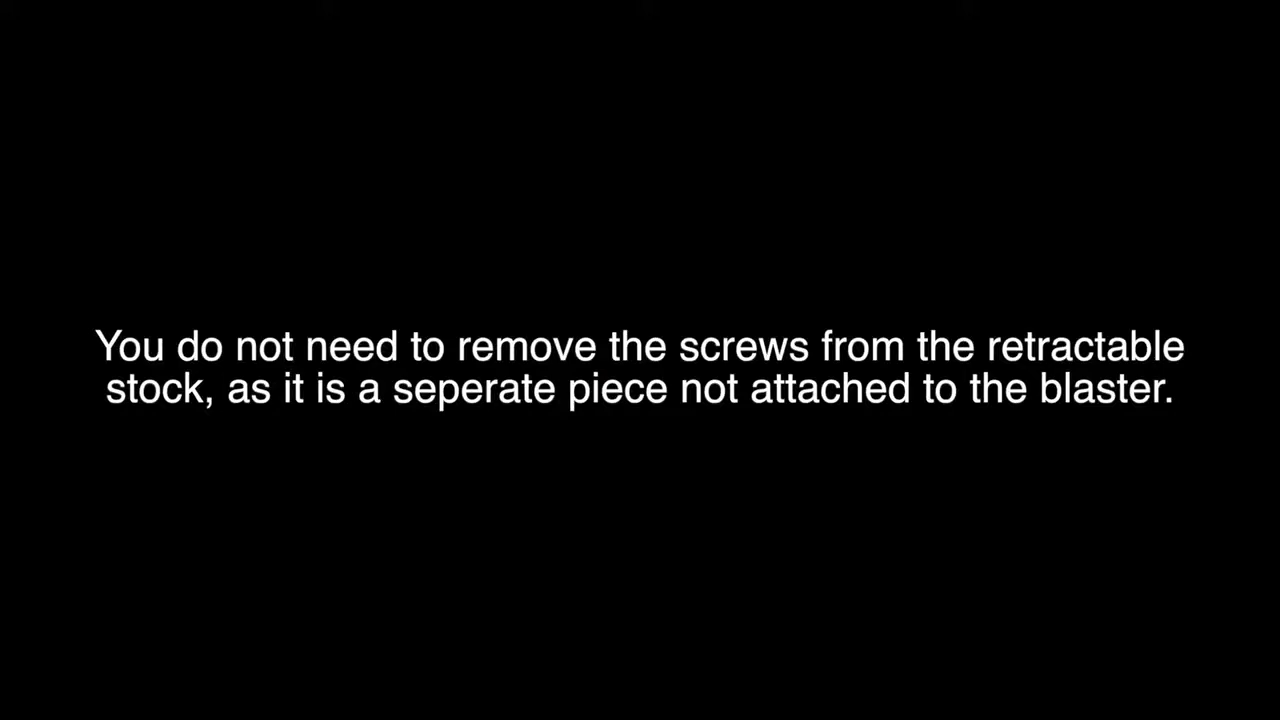 You do not need to remove the screws from the retractable
stock, as it is a seperate piece not attached to the blaster.